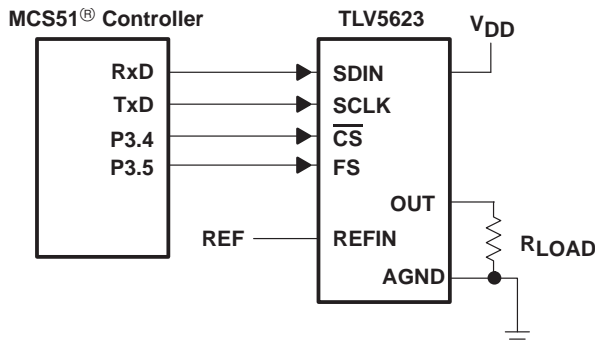 MCS51® Controller
TLV5623
VDD
RxD
SDIN
TxD
SCLK
P3.4
CS
P3.5
FS
OUT
REF
REFIN
RLOAD
AGND